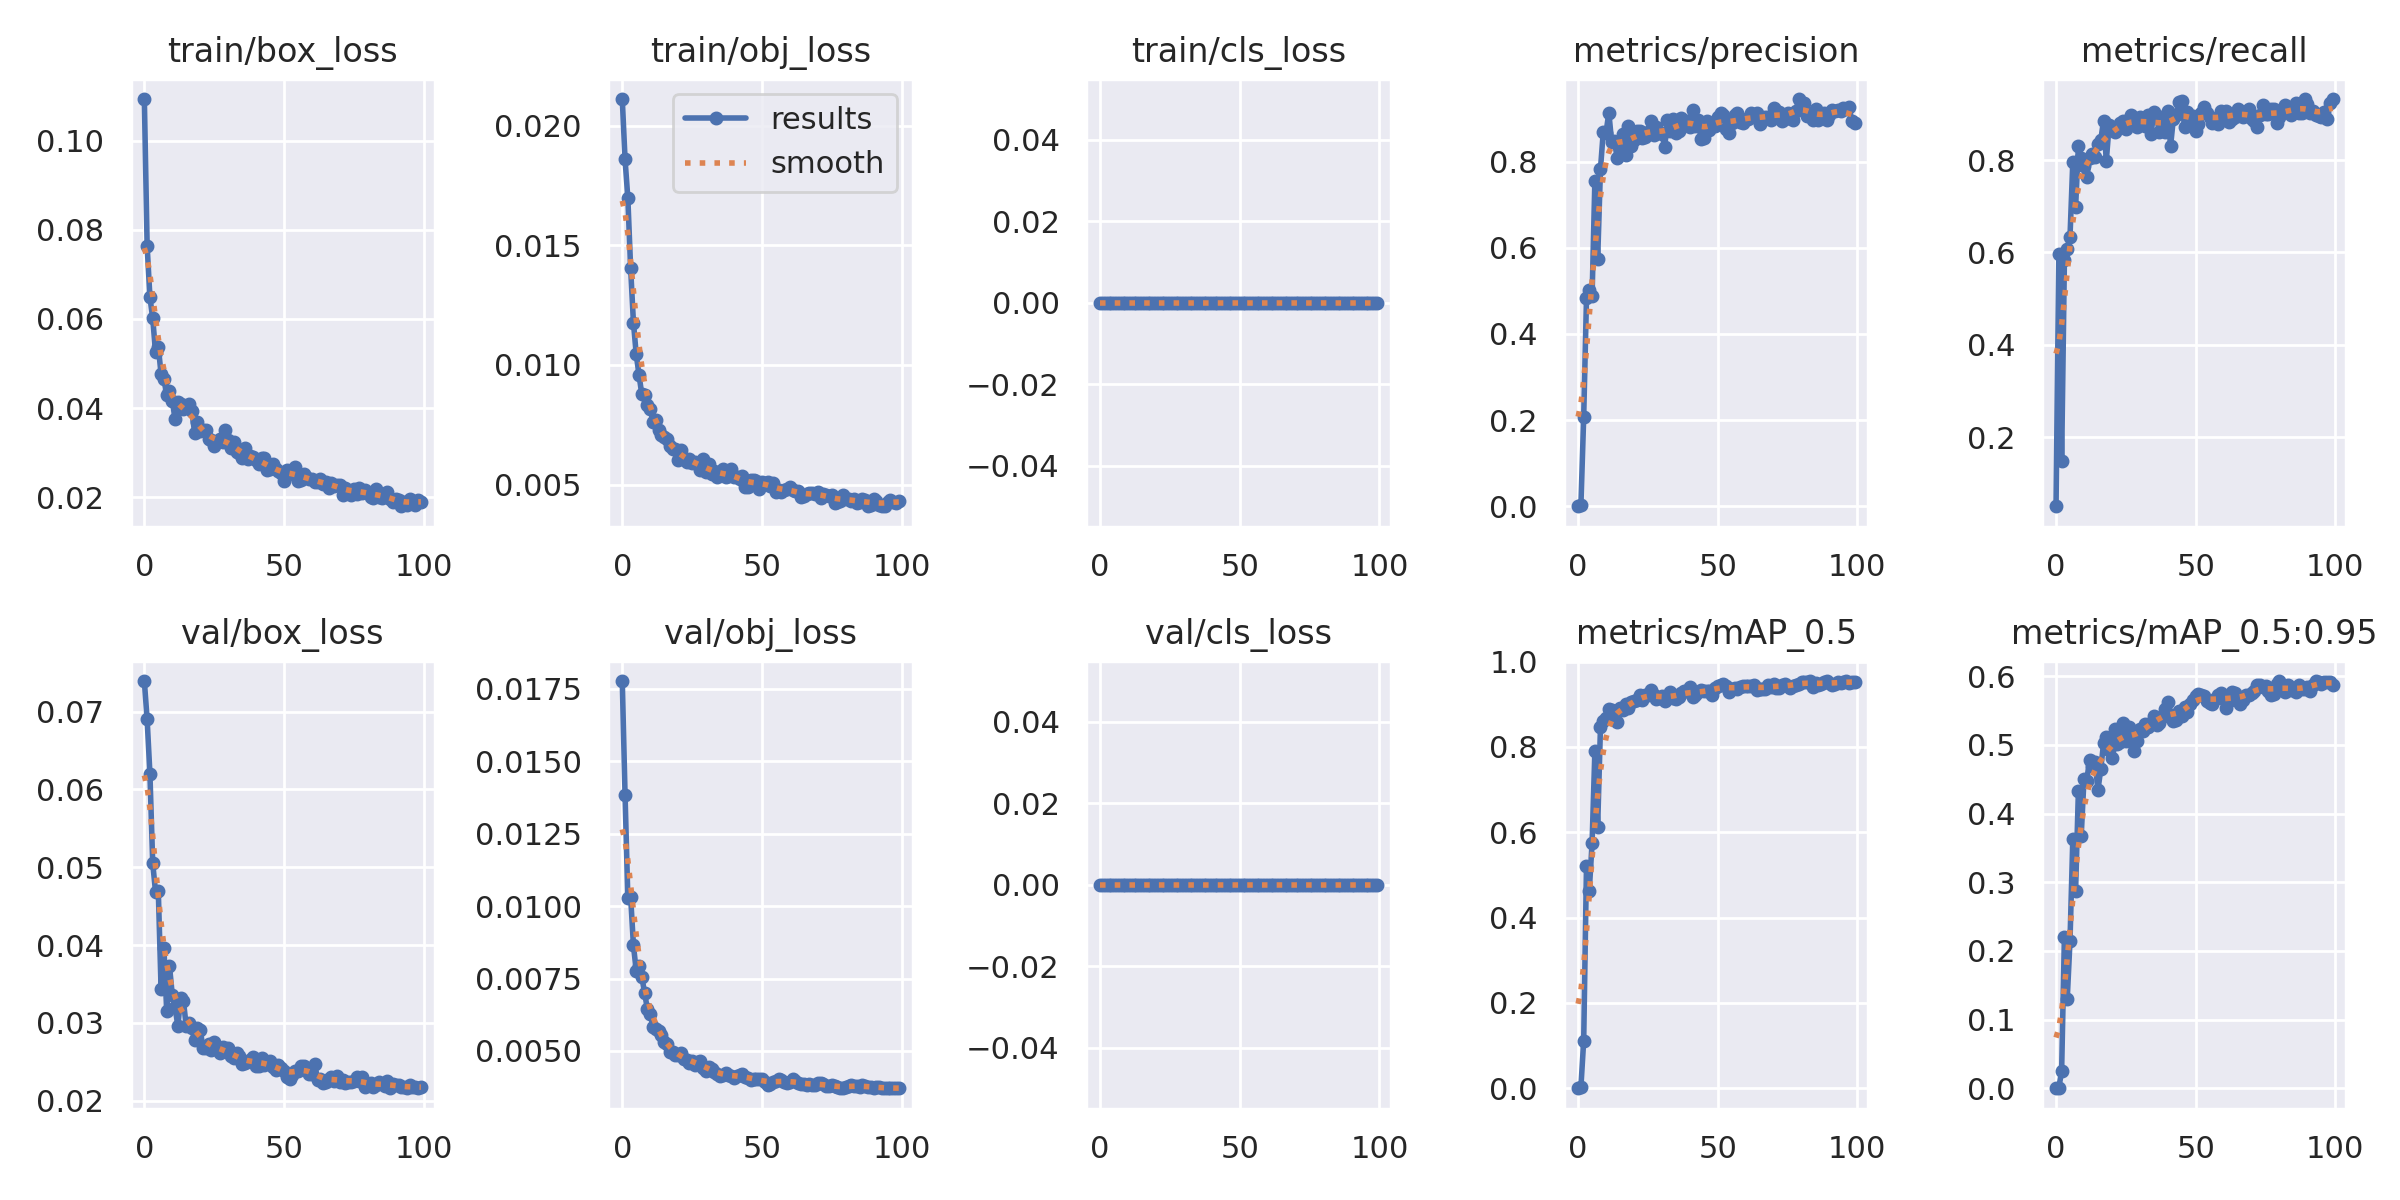 train/box_loss
0.10
0.08
0.06
0.04
0.02
0 50 100
train/obj_loss
results
smooth
0.020
0.015
0.010
0.005
0 50 100
train/cls_loss
0.04
0.02
0.00
−0.02
−0.04
0 50 100
metrics/precision
0.8
0.6
0.4
0.2
0.0
0 50 100
metrics/recall
0.8
0.6
0.4
0.2
0 50 100
val/box_loss
0.07
0.06
0.05
0.04
0.03
0.02
0 50 100
val/obj_loss
0.0175
0.0150
0.0125
0.0100
0.0075
0.0050
0 50 100
val/cls_loss
0.04
0.02
0.00
−0.02
−0.04
0 50 100
metrics/mAP_0.5
1.0
0.8
0.6
0.4
0.2
0.0
0 50 100
metrics/mAP_0.5:0.95
0.6
0.5
0.4
0.3
0.2
0.1
0.0
0 50 100